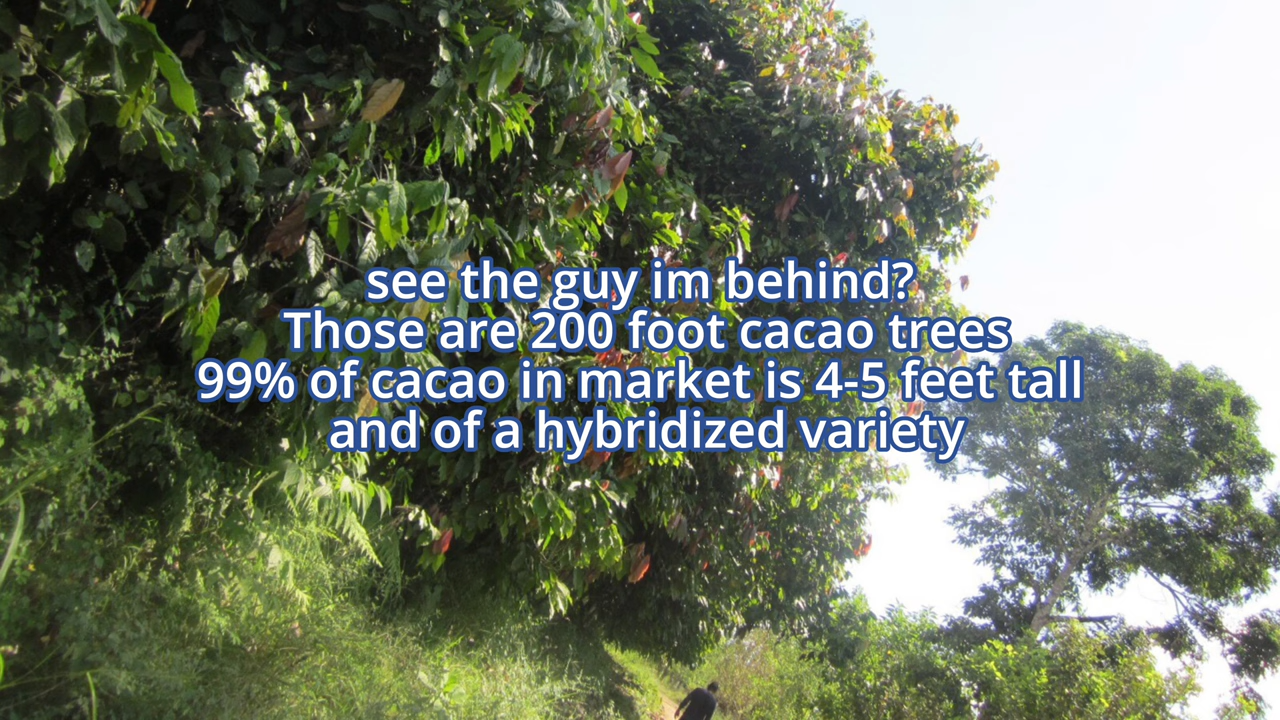 see the guy im behind?
Those are 200 foot cacao trees
99% of cacao in market is 4-5 feet tall
and of a hybridized variety